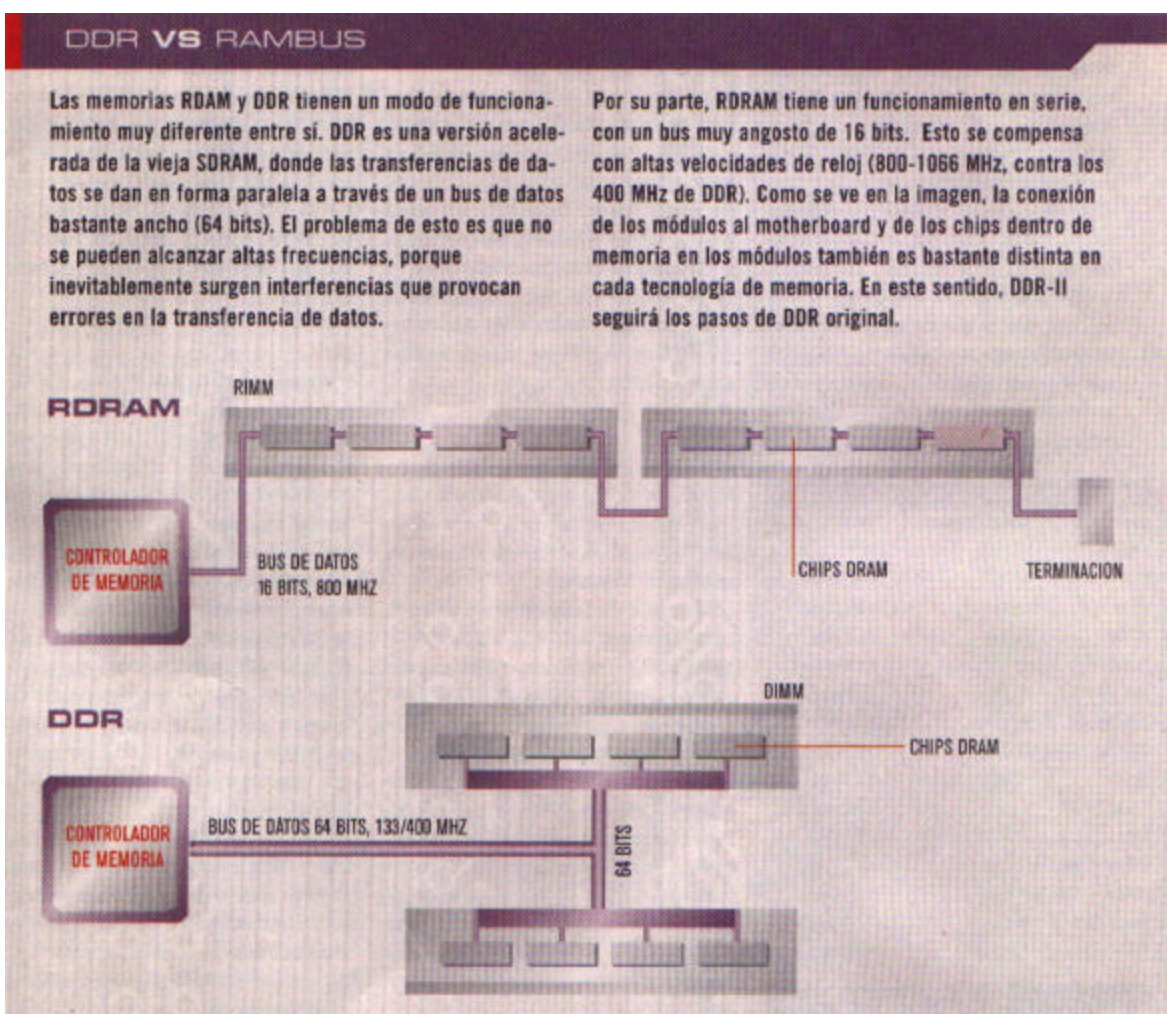 DDR VS RAMBUS
Las memorias RDAM y DDR tienen un modo de funciona-
miento muy diferente entre sí. DDR es una versión acele-
rada de la vieja SDRAM, donde las transferencias de da-
tos se dan en forma paralela a través de un bus de datos
bastante ancho (64 bits). El problema de esto es que no
se pueden alcanzar altas frecuencias, porque
inevitablemente surgen interferencias que provocan
errores en la transferencia de datos.
Por su parte, RDRAM tiene un funcionamiento en serie,
con un bus muy angosto de 16 bits. Esto se compensa
con altas velocidades de reloj (800-1066 MHz, contra los
400 MHz de DDR). Como se ve en la imagen, la conexión
de los módulos al motherboard y de los chips dentro de
memoria en los módulos también es bastante distinta en
cada tecnología de memoria. En este sentido, DDR-II
seguirá los pasos de DDR original.
RIMM
RDRAM
CONTROLADOR
DE MEMORIA
BUS DE DATOS
16 BITS, 800 MHZ
CHIPS DRAM
TERMINACION
DIMM
DDR
CHIPS DRAM
CONTROLADOR
DE MEMORIA
BUS DE DATOS 64 BITS, 133/400 MHZ
64 BITS